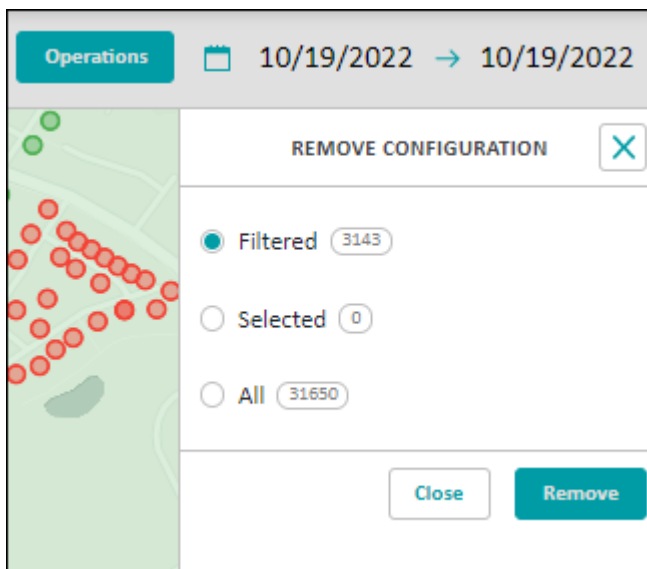 Operations 10/19/2022 → 10/19/2022
REMOVE CONFIGURATION
Filtered 3143
Selected 0
All 31650
Close Remove